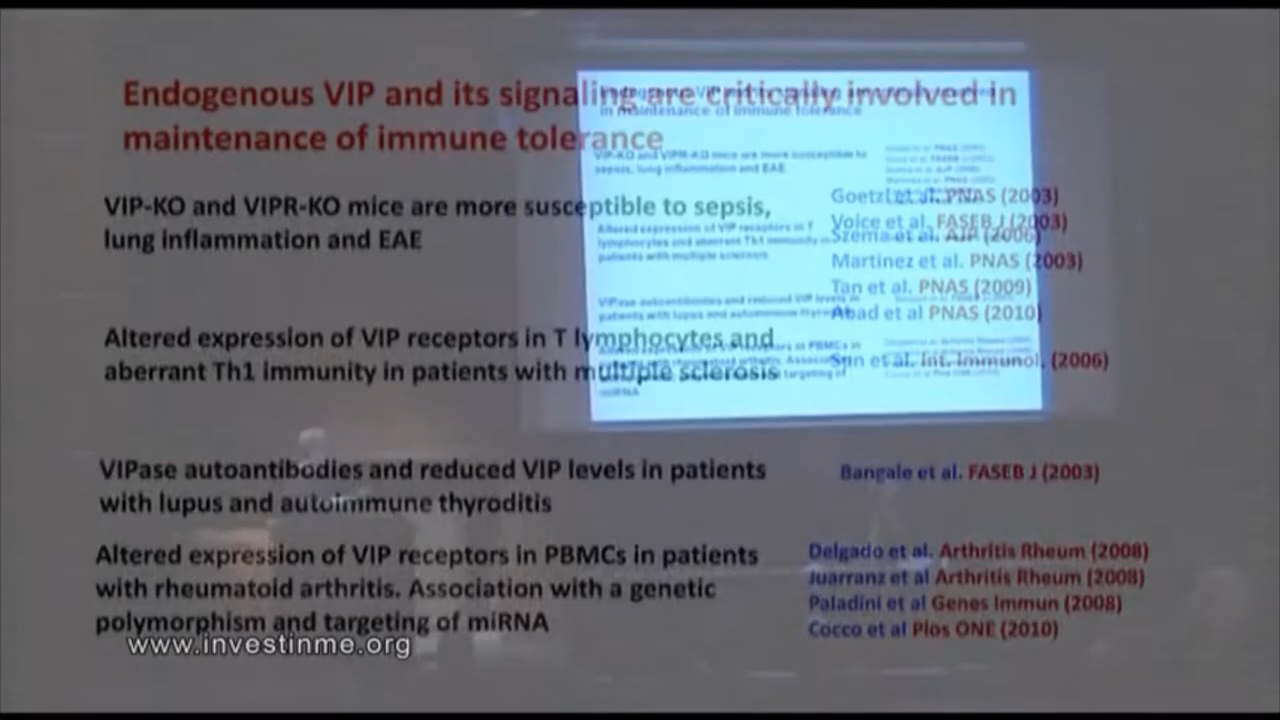 Endogenous VIP and its signaling are critically involved in
maintenance of immune tolerance
VIP-KO and VIPR-KO mice are more susceptible to sepsis,
lung inflammation and EAE
Goetzl et al. PNAS (2003)
Voice et al. FASEB J (2003)
Szema et al. AJP (2006)
Martinez et al. PNAS (2003)
Tan et al. PNAS (2009)
Abad et al PNAS (2010)
Altered expression of VIP receptors in T lymphocytes and
aberrant Th1 immunity in patients with multiple sclerosis
Sun et al. Int. Immunol. (2006)
VIPase autoantibodies and reduced VIP levels in patients
with lupus and autoimmune thyroditis
Bangale et al. FASEB J (2003)
Altered expression of VIP receptors in PBMCs in patients
with rheumatoid arthritis. Association with a genetic
polymorphism and targeting of miRNA
Delgado et al. Arthritis Rheum (2008)
Juarranz et al Arthritis Rheum (2008)
Paladini et al Genes Immun (2008)
Cocco et al Plos ONE (2010)
www.investinme.org